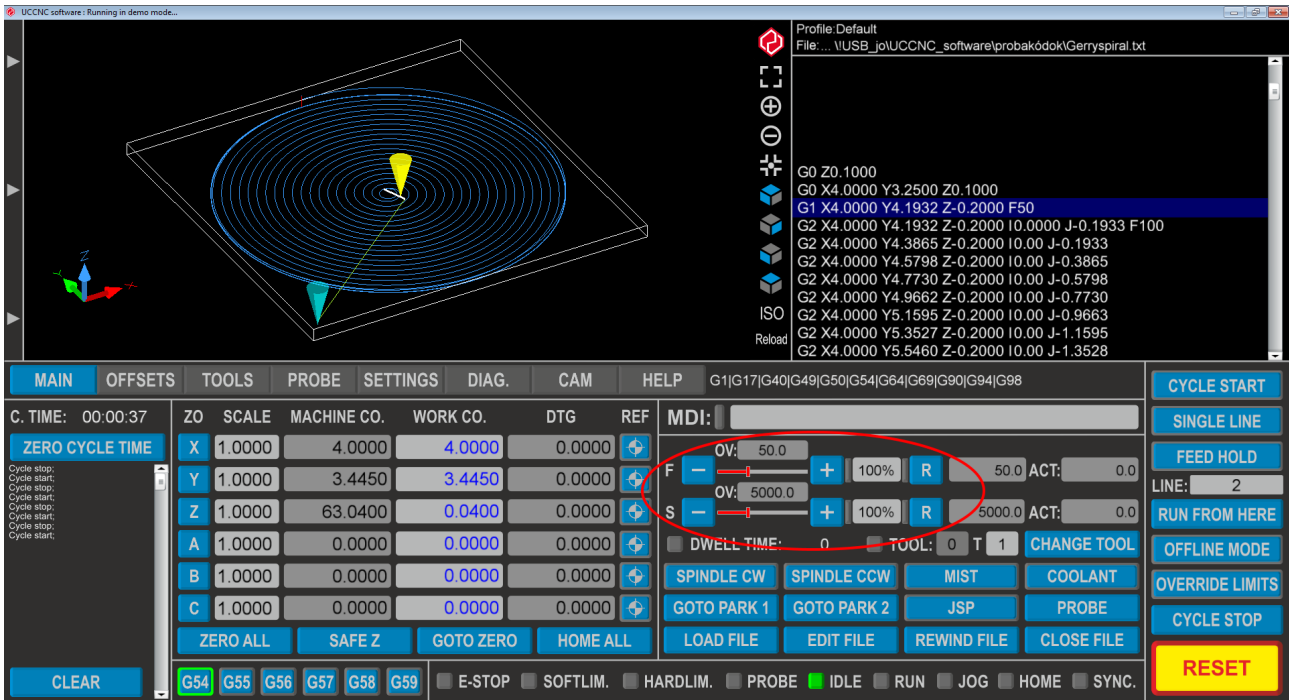 UCCNC software : Running in demo mode...
Profile:Default
File:... \!USB_jo\UCCNC_software\probakódok\Gerryspiral.txt
Z
Y
X
ISO
Reload
G0 Z0.1000
G0 X4.0000 Y3.2500 Z0.1000
G1 X4.0000 Y4.1932 Z-0.2000 F50
G2 X4.0000 Y4.1932 Z-0.2000 I0.0000 J-0.1933 F100
G2 X4.0000 Y4.3865 Z-0.2000 I0.00 J-0.1933
G2 X4.0000 Y4.5798 Z-0.2000 I0.00 J-0.3865
G2 X4.0000 Y4.7730 Z-0.2000 I0.00 J-0.5798
G2 X4.0000 Y4.9662 Z-0.2000 I0.00 J-0.7730
G2 X4.0000 Y5.1595 Z-0.2000 I0.00 J-0.9663
G2 X4.0000 Y5.3527 Z-0.2000 I0.00 J-1.1595
G2 X4.0000 Y5.5460 Z-0.2000 I0.00 J-1.3528
MAIN OFFSETS TOOLS PROBE SETTINGS DIAG. CAM HELP G1|G17|G40|G49|G50|G54|G64|G69|G90|G94|G98
C. TIME: 00:00:37
ZERO CYCLE TIME
Cycle stop;
Cycle start;
Cycle stop;
Cycle start;
Cycle stop;
Cycle stop;
Cycle start;
CLEAR
ZO SCALE MACHINE CO. WORK CO. DTG REF
X 1.0000 4.0000 4.0000 0.0000
Y 1.0000 3.4450 3.4450 0.0000
Z 1.0000 63.0400 0.0400 0.0000
A 1.0000 0.0000 0.0000 0.0000
B 1.0000 0.0000 0.0000 0.0000
C 1.0000 0.0000 0.0000 0.0000
ZERO ALL SAFE Z GOTO ZERO HOME ALL
MDI:
OV: 50.0
F − + 100% R 50.0 ACT: 0.0
OV: 5000.0
S − + 100% R 5000.0 ACT: 0.0
DWELL TIME: 0 TOOL: 0 T 1 CHANGE TOOL
SPINDLE CW SPINDLE CCW MIST COOLANT
GOTO PARK 1 GOTO PARK 2 JSP PROBE
LOAD FILE EDIT FILE REWIND FILE CLOSE FILE
G54 G55 G56 G57 G58 G59 E-STOP SOFTLIM. HARDLIM. PROBE IDLE RUN JOG HOME SYNC.
CYCLE START
SINGLE LINE
FEED HOLD
LINE: 2
RUN FROM HERE
OFFLINE MODE
OVERRIDE LIMITS
CYCLE STOP
RESET